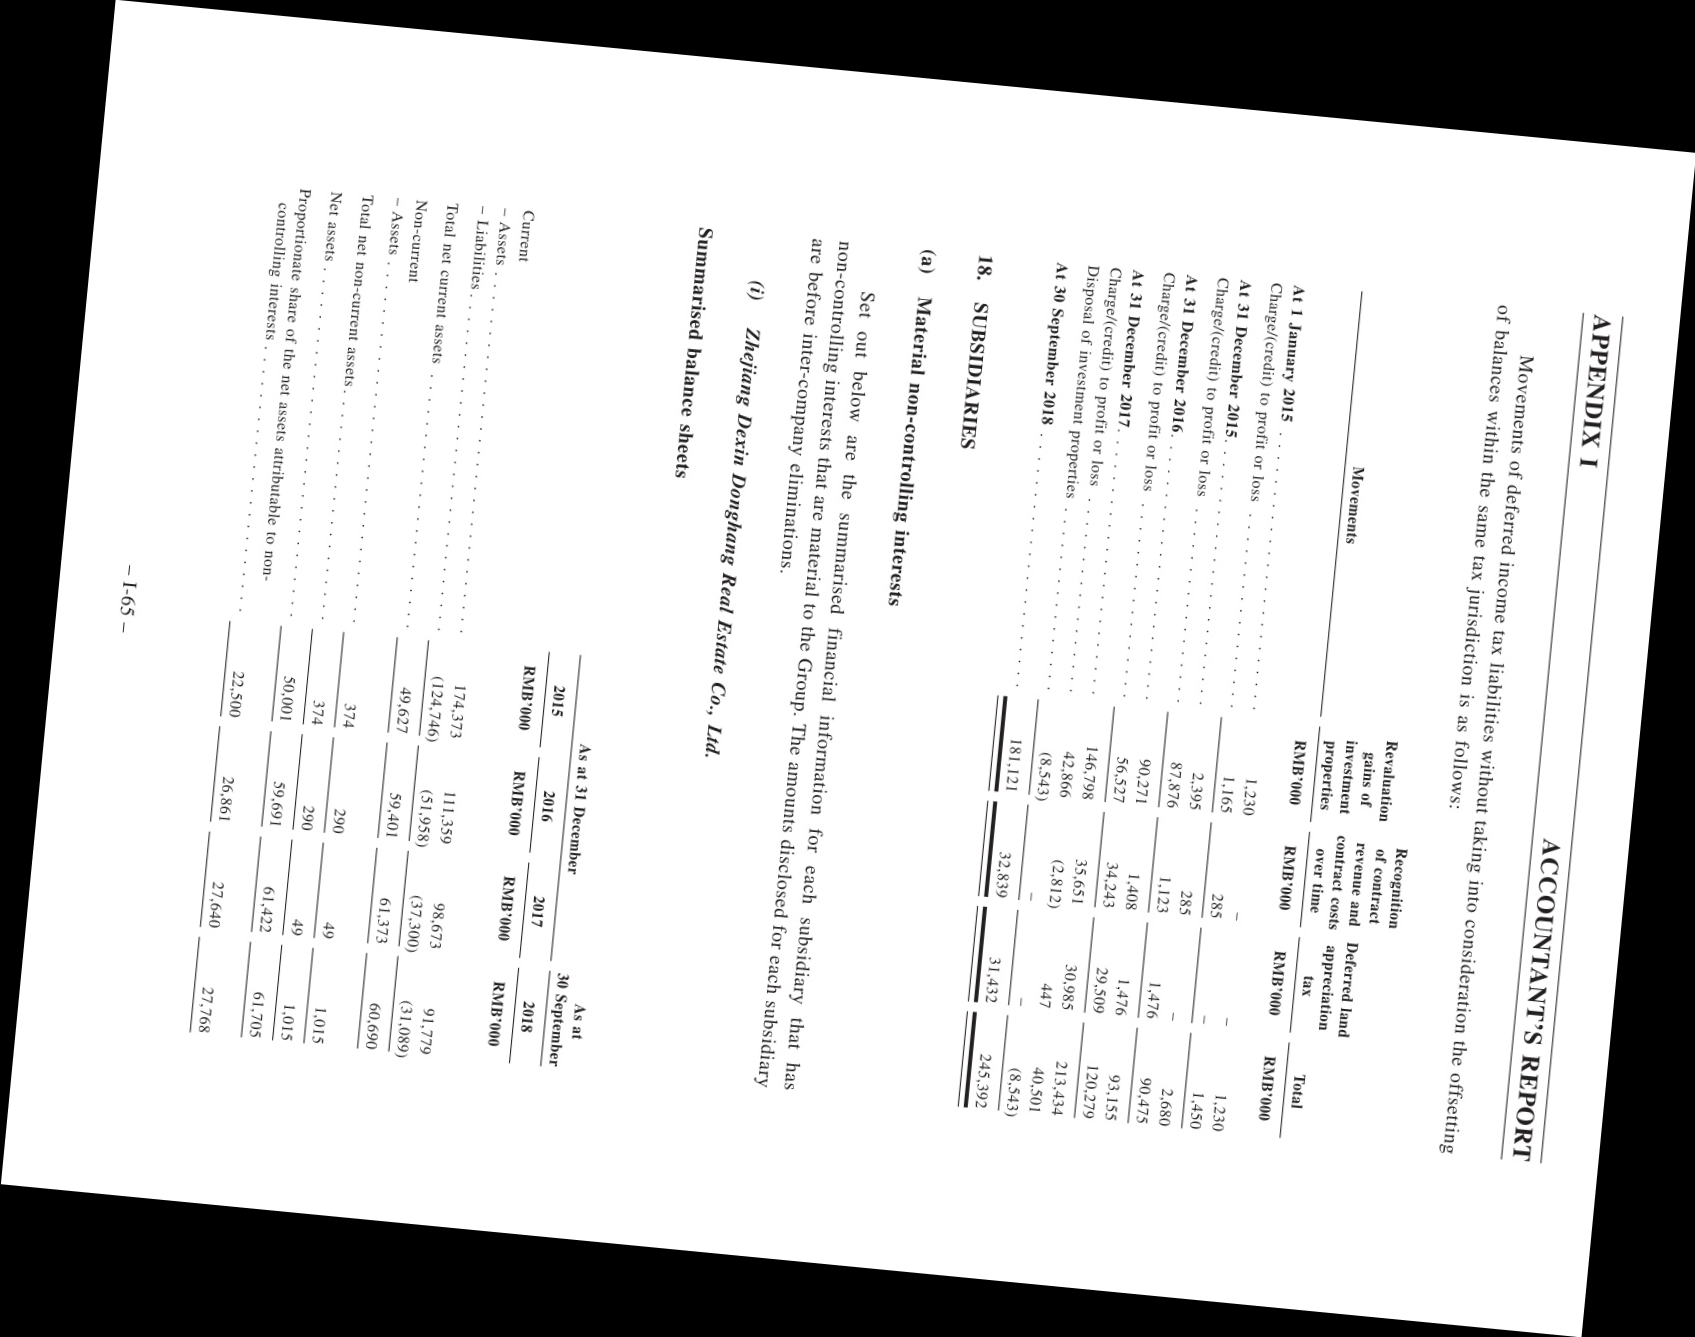 APPENDIX I ACCOUNTANT'S REPORT
Movements of deferred income tax liabilities without taking into consideration the offsetting
of balances within the same tax jurisdiction is as follows:
Movements
Revaluation gains of investment properties
Recognition of contract revenue and contract costs over time
Deferred land appreciation tax
Total
RMB'000 RMB'000 RMB'000 RMB'000
At 1 January 2015 1,230 – – 1,230
Charge/(credit) to profit or loss 1,165 285 – 1,450
At 31 December 2015 2,395 285 – 2,680
Charge/(credit) to profit or loss 87,876 1,123 1,476 90,475
At 31 December 2016 90,271 1,408 1,476 93,155
Charge/(credit) to profit or loss 56,527 34,243 29,509 120,279
At 31 December 2017 146,798 35,651 30,985 213,434
Charge/(credit) to profit or loss 42,866 (2,812) 447 40,501
Disposal of investment properties (8,543) – – (8,543)
At 30 September 2018 181,121 32,839 31,432 245,392
18. SUBSIDIARIES
(a) Material non-controlling interests
Set out below are the summarised financial information for each subsidiary that has
non-controlling interests that are material to the Group. The amounts disclosed for each subsidiary
are before inter-company eliminations.
(i) Zhejiang Dexin Donghang Real Estate Co., Ltd.
Summarised balance sheets
As at 31 December As at 30 September
2015 2016 2017 2018
RMB'000 RMB'000 RMB'000 RMB'000
Current
– Assets 174,373 111,359 98,673 91,779
– Liabilities (124,746) (51,958) (37,300) (31,089)
Total net current assets 49,627 59,401 61,373 60,690
Non-current
– Assets 374 290 49 1,015
Total net non-current assets 374 290 49 1,015
Net assets 50,001 59,691 61,422 61,705
Proportionate share of the net assets attributable to non-
controlling interests 22,500 26,861 27,640 27,768
– I-65 –